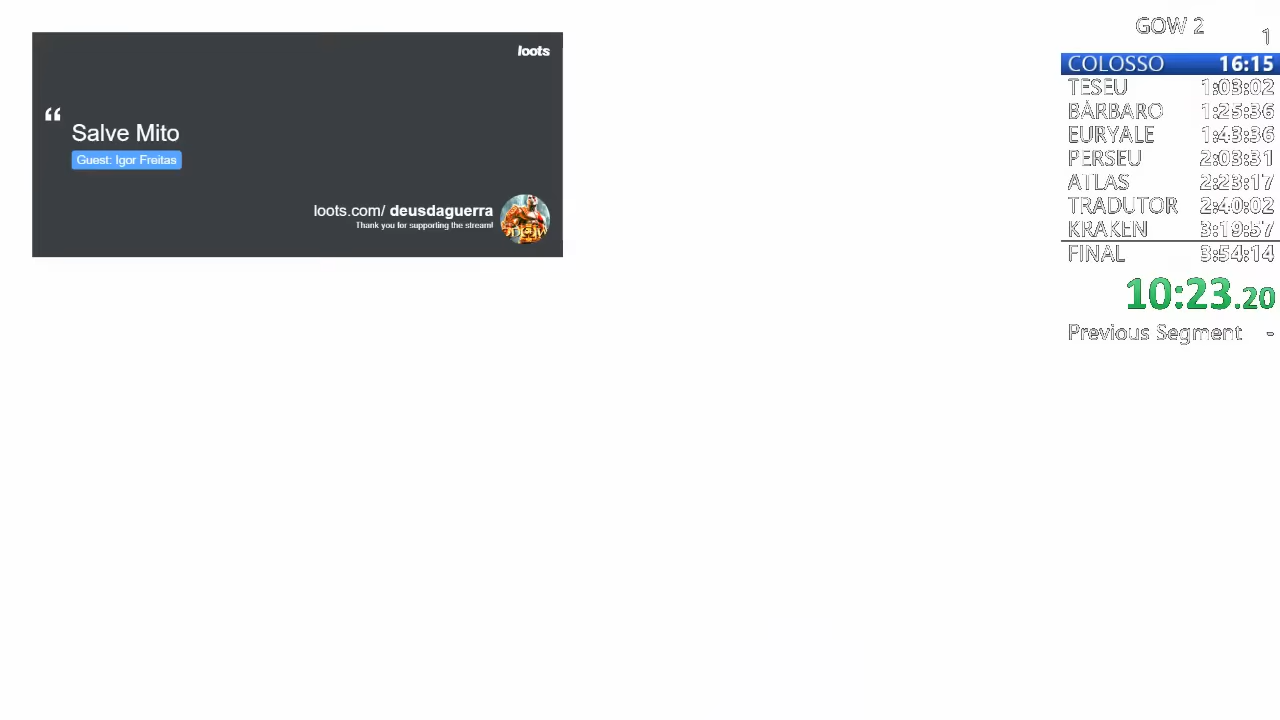 loots
“
Salve Mito
Guest: Igor Freitas
loots.com/ deusdaguerra
Thank you for supporting the stream!
GOW 2
1
COLOSSO 16:15
TESEU 1:03:02
BÁRBARO 1:25:36
EURYALE 1:43:36
PERSEU 2:03:31
ATLAS 2:23:17
TRADUTOR 2:40:02
KRAKEN 3:19:57
FINAL 3:54:14
10:23.20
Previous Segment -